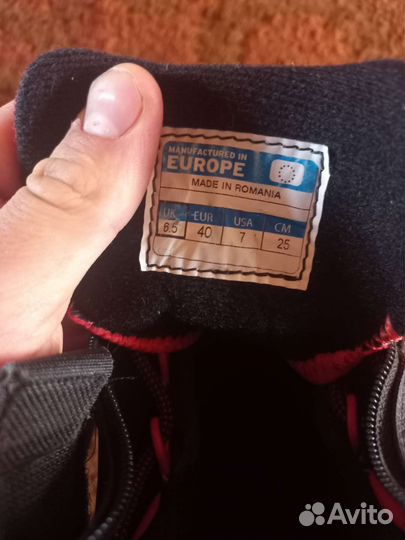 MANUFACTURED IN
EUROPE
MADE IN ROMANIA
UK EUR USA CM
6.5 40 7 25
Avito